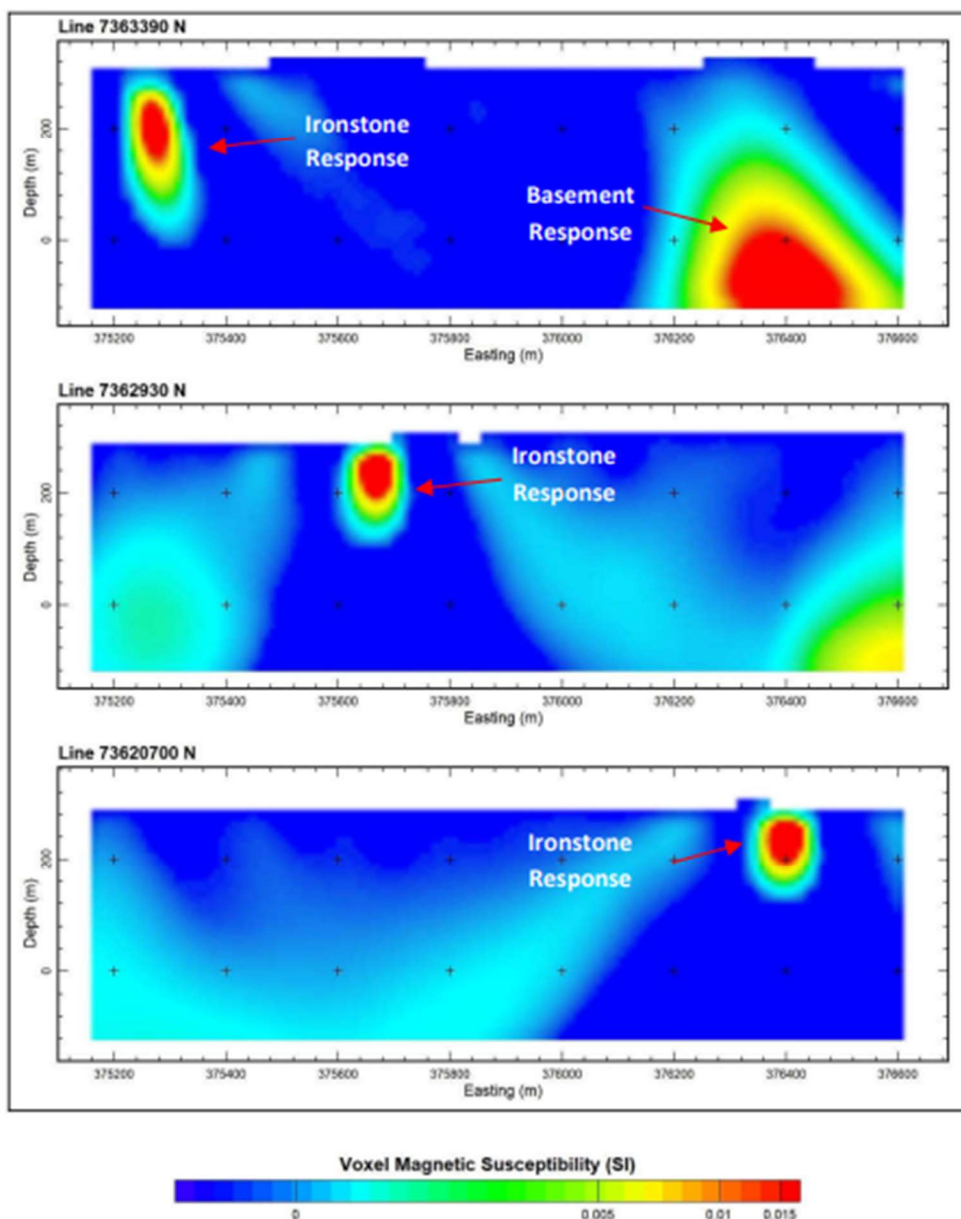 Line 7363390 N
Depth (m)
200
0
Ironstone
Response
Basement
Response
375200 375400 375600 375800 376000 376200 376400 376600
Easting (m)
Line 7362930 N
Depth (m)
200
0
Ironstone
Response
375200 375400 375600 375800 376000 376200 376400 376600
Easting (m)
Line 73620700 N
Depth (m)
200
0
Ironstone
Response
375200 375400 375600 375800 376000 376200 376400 376600
Easting (m)
Voxel Magnetic Susceptibility (SI)
0 0.005 0.01 0.015